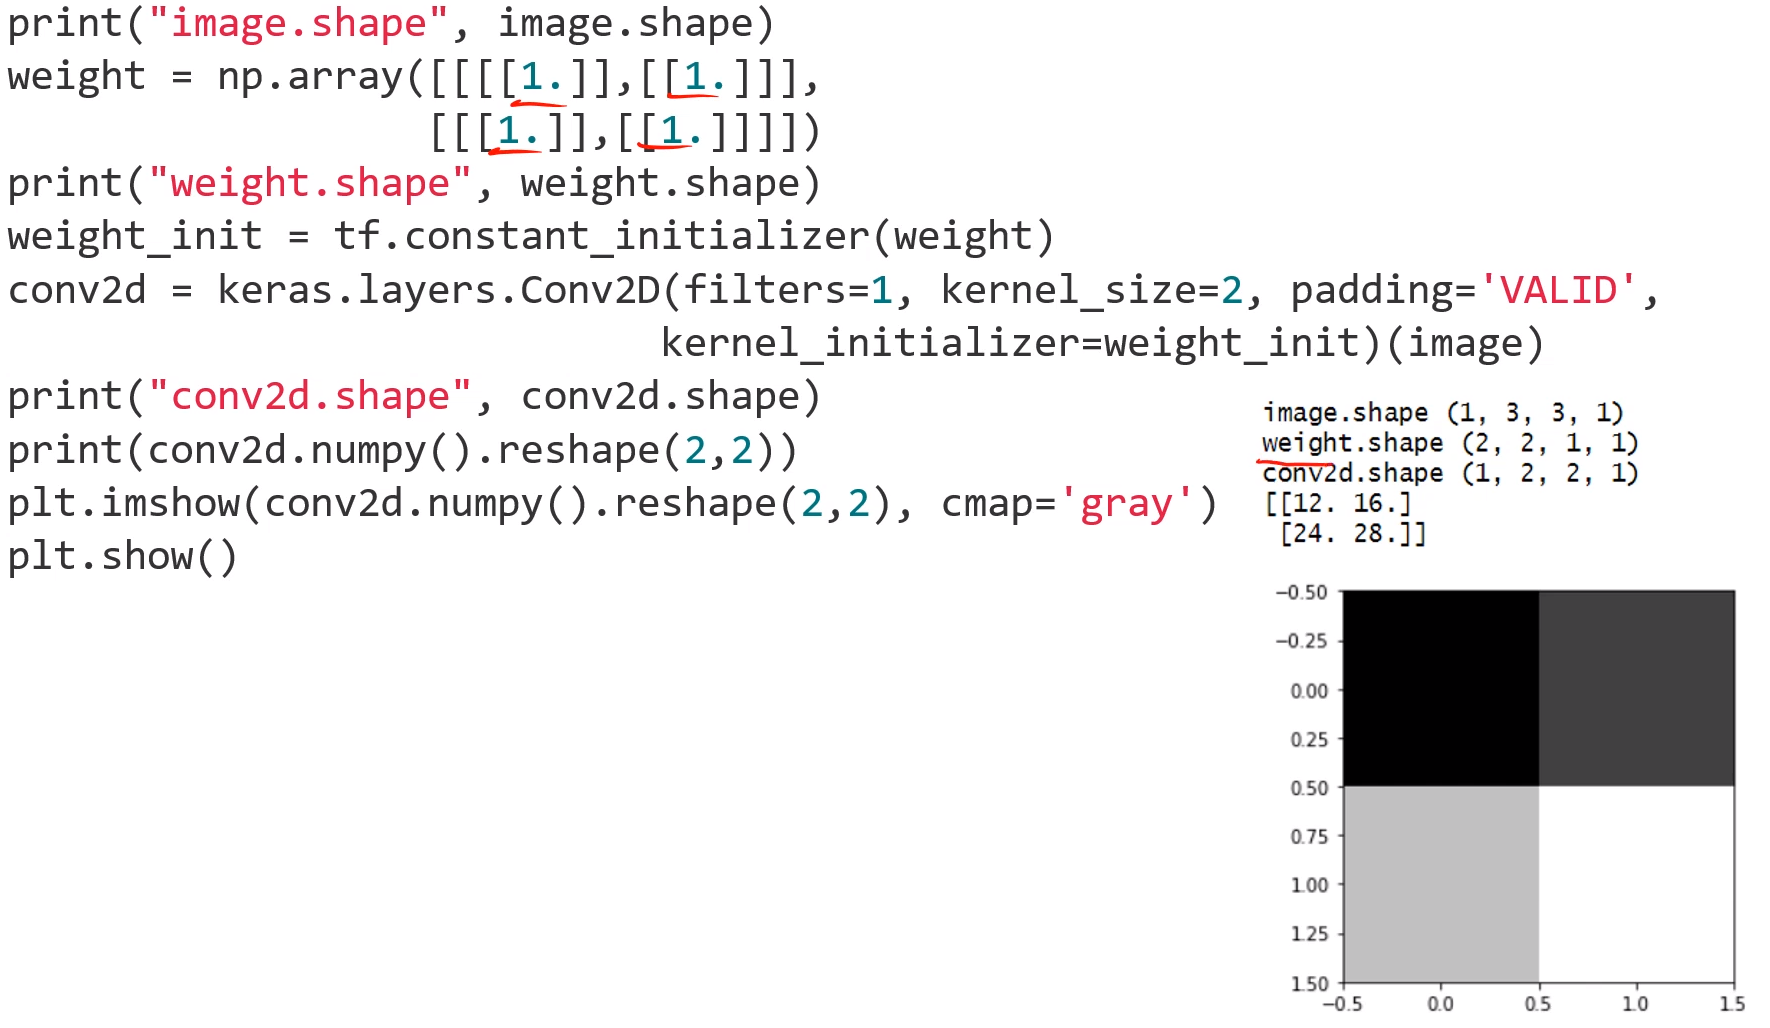 print("image.shape", image.shape)
weight = np.array([[[[1.]],[[1.]]],
[[[1.]],[[1.]]]])
print("weight.shape", weight.shape)
weight_init = tf.constant_initializer(weight)
conv2d = keras.layers.Conv2D(filters=1, kernel_size=2, padding='VALID',
kernel_initializer=weight_init)(image)
print("conv2d.shape", conv2d.shape)
print(conv2d.numpy().reshape(2,2))
plt.imshow(conv2d.numpy().reshape(2,2), cmap='gray')
plt.show()
image.shape (1, 3, 3, 1)
weight.shape (2, 2, 1, 1)
conv2d.shape (1, 2, 2, 1)
[[12. 16.]
[24. 28.]]
−0.50
−0.25
0.00
0.25
0.50
0.75
1.00
1.25
1.50
−0.5 0.0 0.5 1.0 1.5